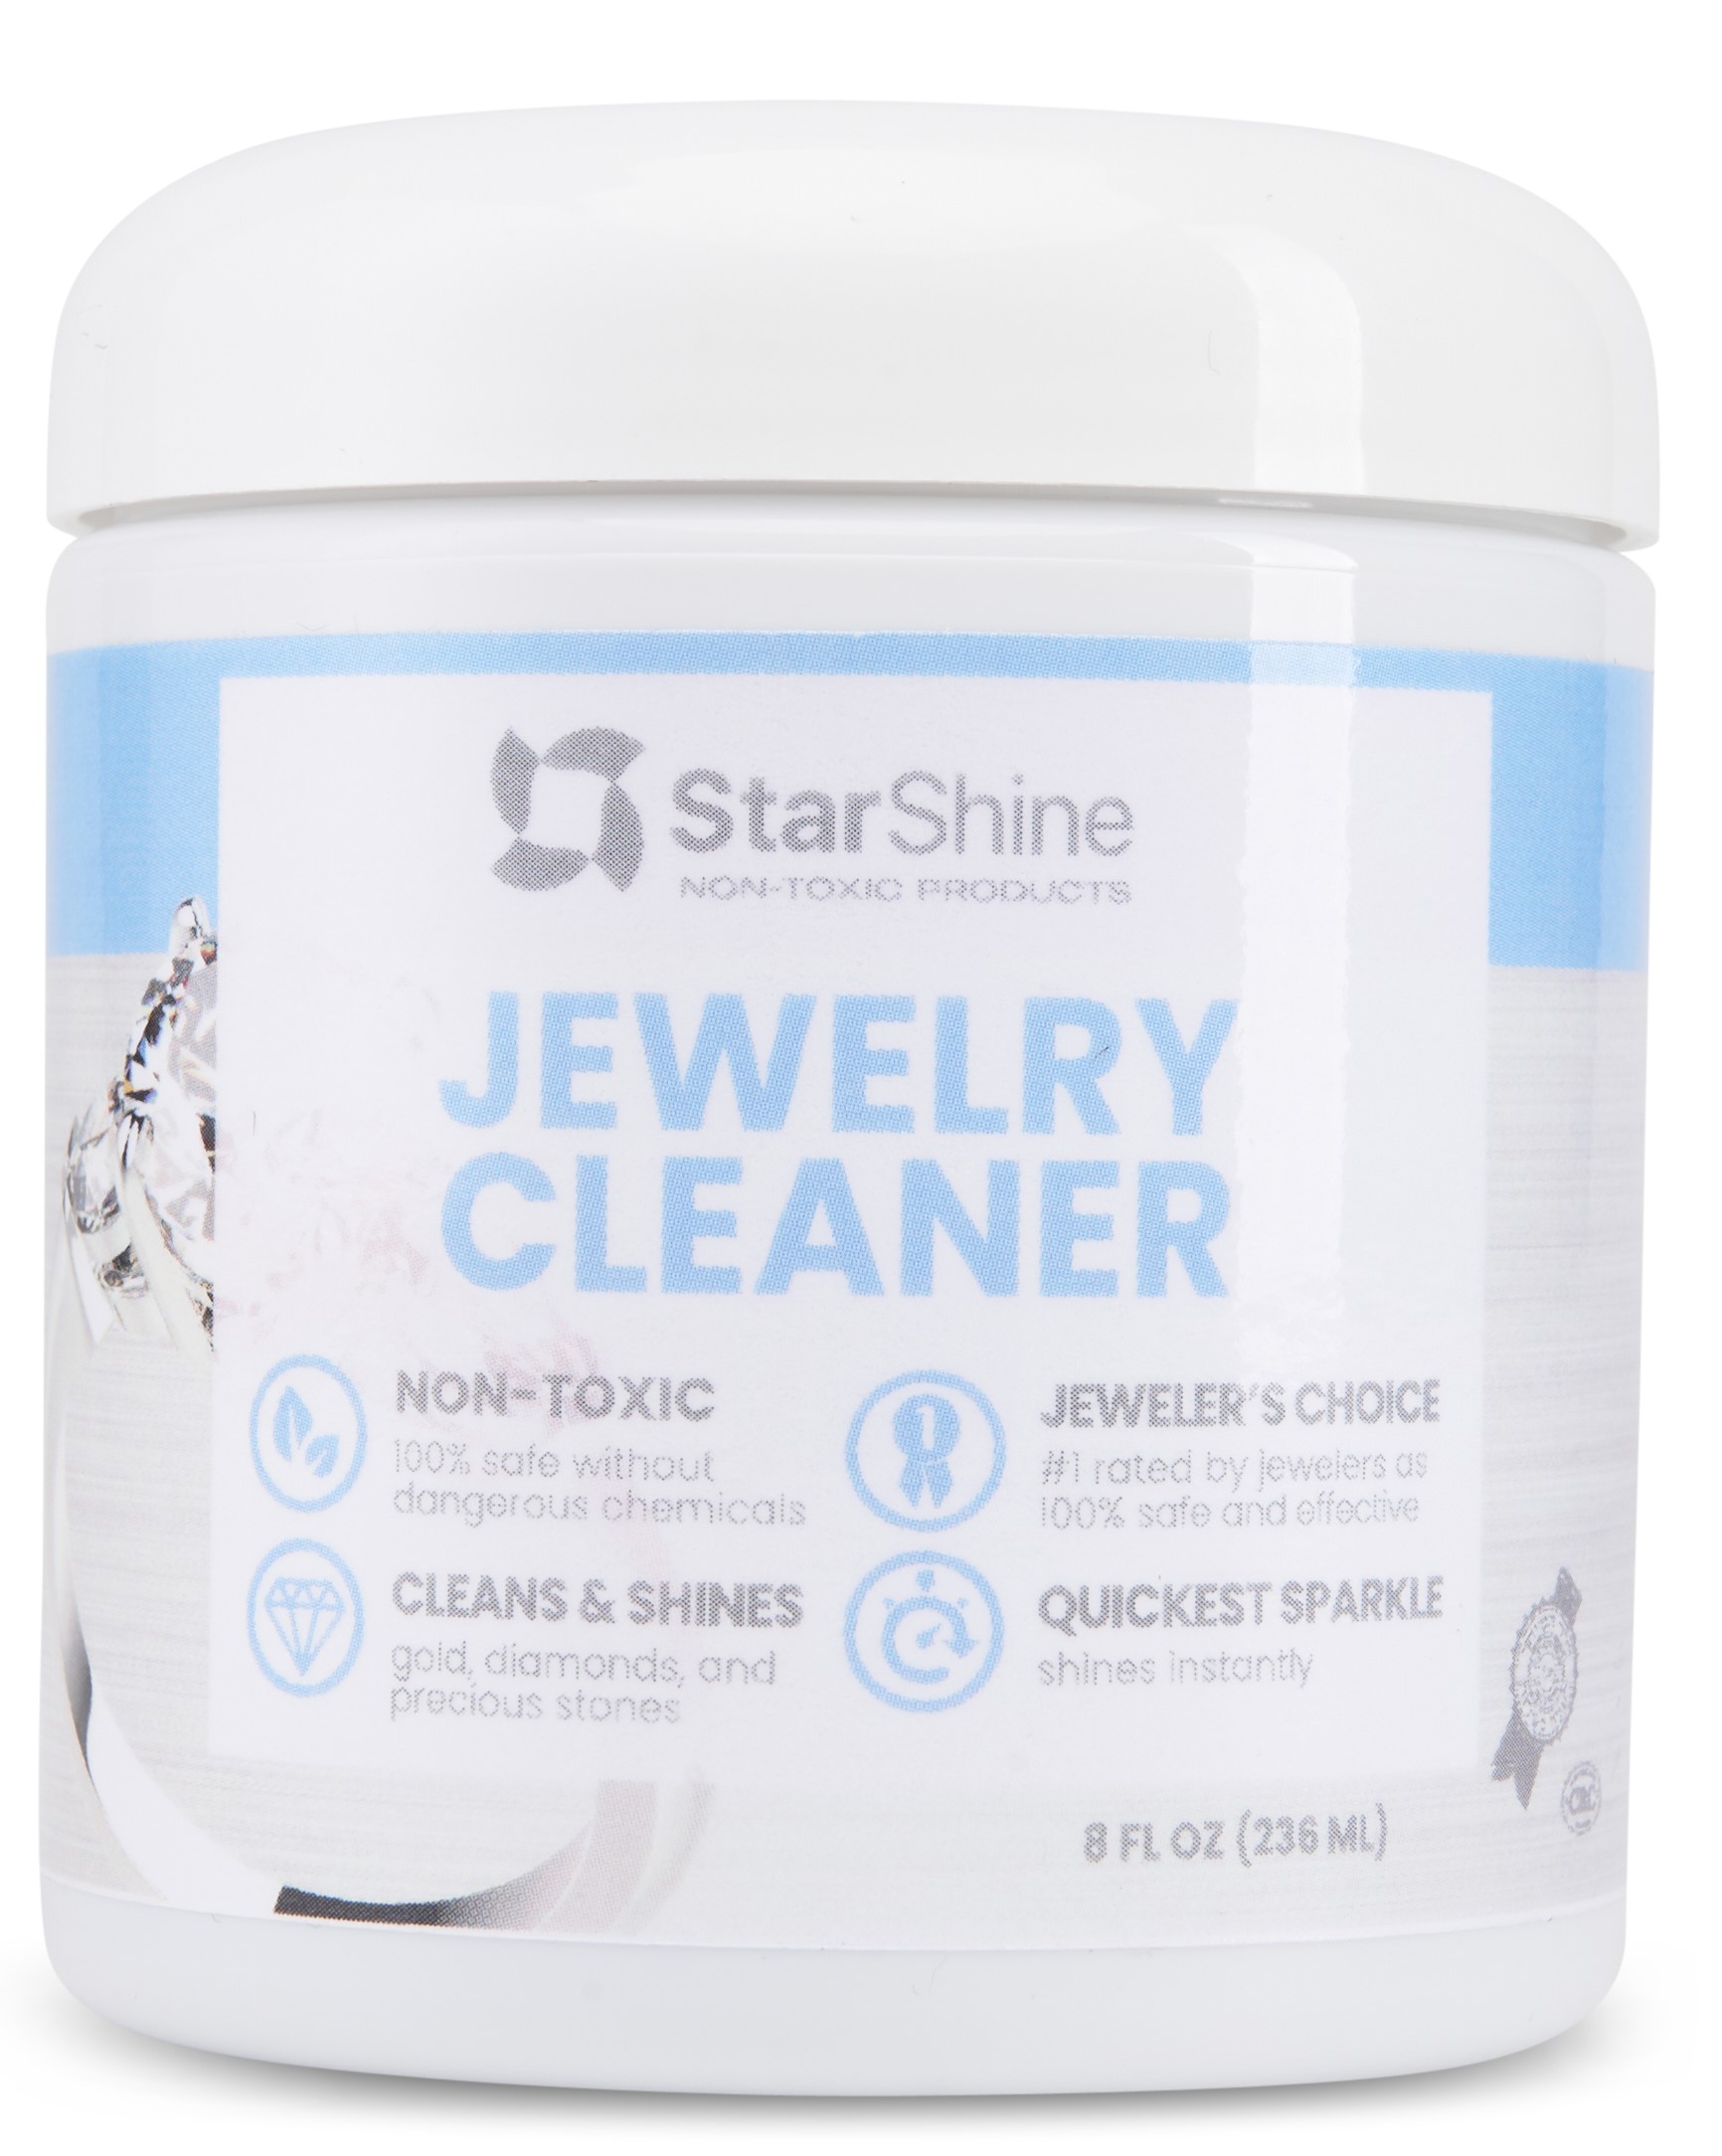 StarShine
NON-TOXIC PRODUCTS
JEWELRY
CLEANER
NON-TOXIC
100% safe without
dangerous chemicals
1
JEWELER'S CHOICE
#1 rated by jewelers as
100% safe and effective
CLEANS & SHINES
gold, diamonds, and
precious stones
QUICKEST SPARKLE
shines instantly
8 FL OZ (236 ML)